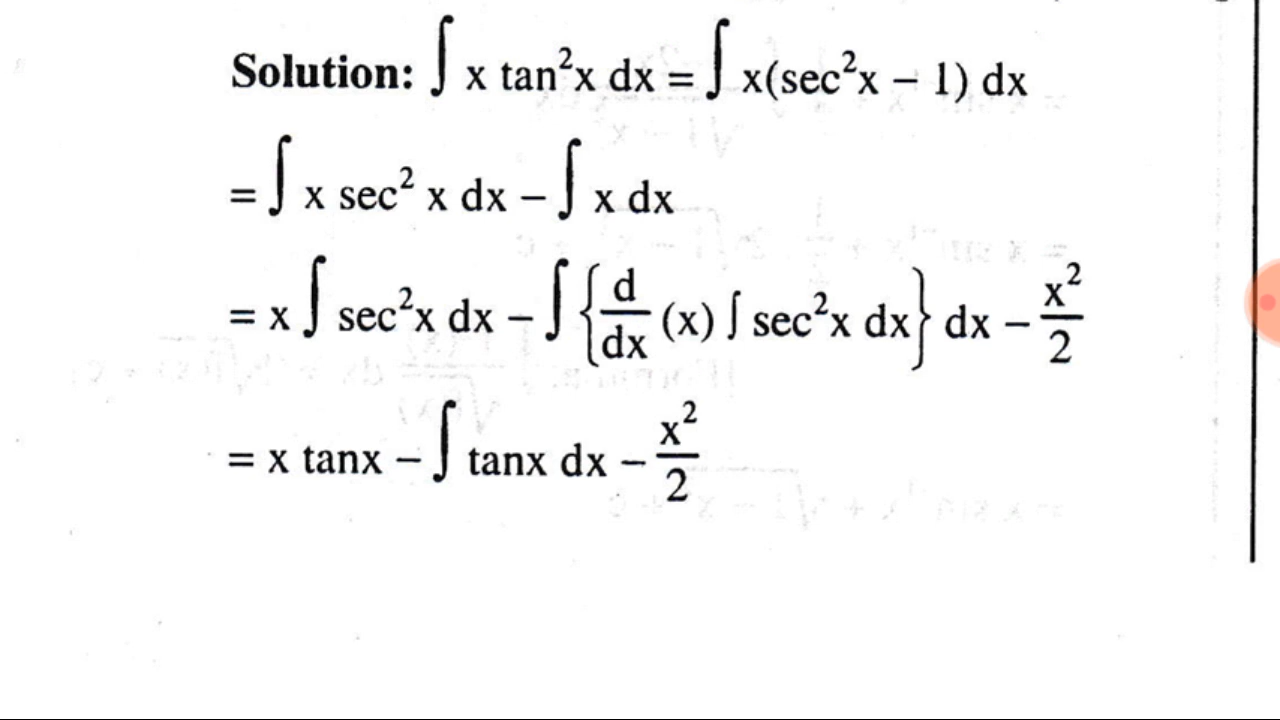 Solution: ∫ x tan²x dx = ∫ x(sec²x − 1) dx
= ∫ x sec² x dx − ∫ x dx
= x ∫ sec²x dx − ∫ {d/dx (x) ∫ sec²x dx} dx − x²/2
= x tanx − ∫ tanx dx − x²/2